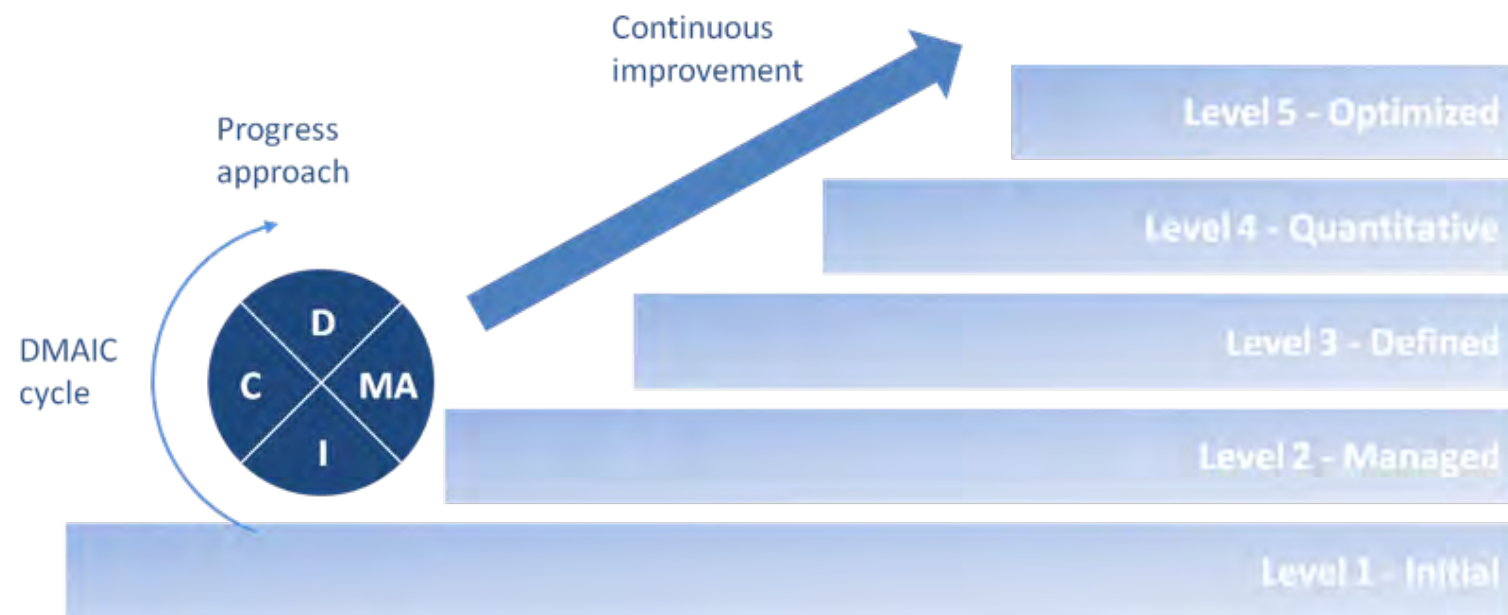 Continuous
improvement
Progress
approach
DMAIC
cycle
D
C
MA
I
Level 5 - Optimized
Level 4 - Quantitative
Level 3 - Defined
Level 2 - Managed
Level 1 - Initial